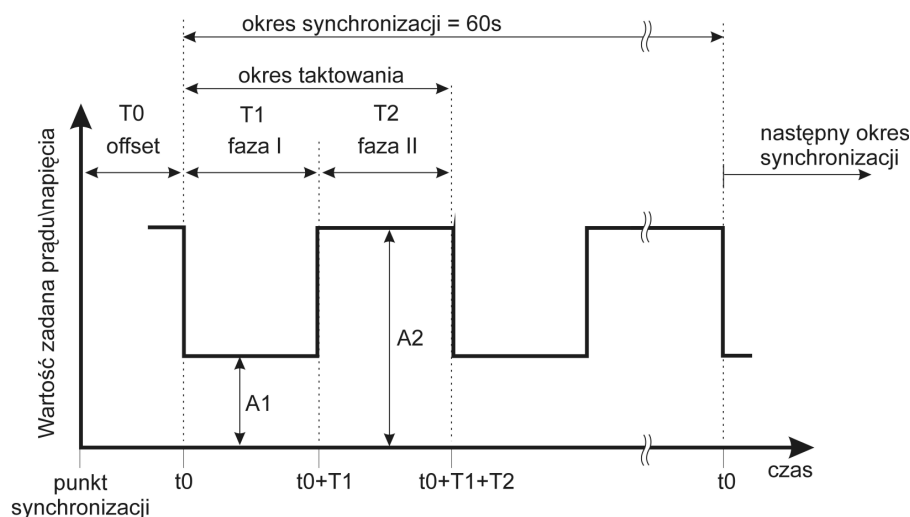 okres synchronizacji = 60s
okres taktowania
T0
offset
T1
faza I
T2
faza II
następny okres
synchronizacji
Wartość zadana prądu\napięcia
A1
A2
punkt
synchronizacji
t0
t0+T1
t0+T1+T2
t0
czas